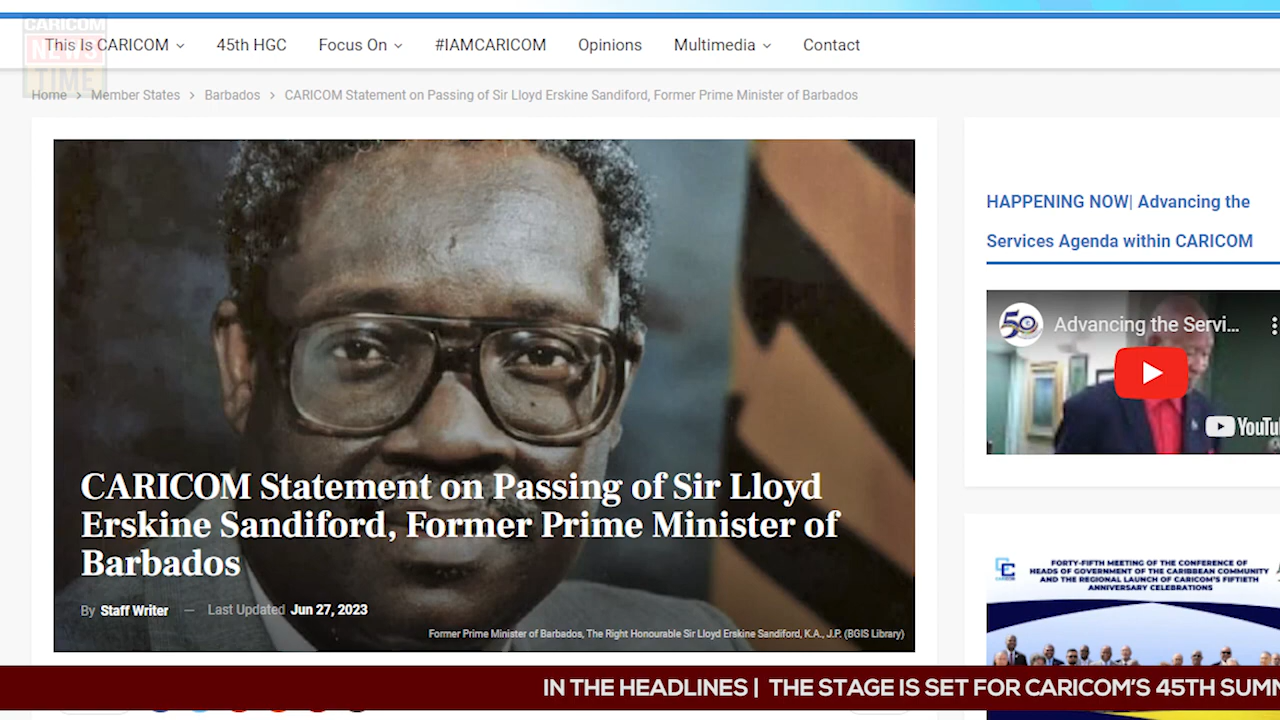 CARICOM
NEWS
TIME
This Is CARICOM 45th HGC Focus On #IAMCARICOM Opinions Multimedia Contact
Home > Member States > Barbados > CARICOM Statement on Passing of Sir Lloyd Erskine Sandiford, Former Prime Minister of Barbados
CARICOM Statement on Passing of Sir Lloyd
Erskine Sandiford, Former Prime Minister of
Barbados
By Staff Writer — Last Updated Jun 27, 2023
Former Prime Minister of Barbados, The Right Honourable Sir Lloyd Erskine Sandiford, K.A., J.P. (BGIS Library)
HAPPENING NOW| Advancing the
Services Agenda within CARICOM
50
Advancing the Servi...
YouTu
CARICOM
FORTY-FIFTH MEETING OF THE CONFERENCE OF
HEADS OF GOVERNMENT OF THE CARIBBEAN COMMUNITY
AND THE REGIONAL LAUNCH OF CARICOM'S FIFTIETH
ANNIVERSARY CELEBRATIONS
IN THE HEADLINES | THE STAGE IS SET FOR CARICOM'S 45TH SUMM